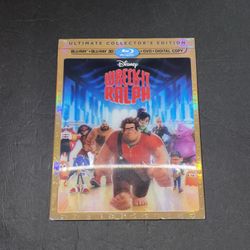 ULTIMATE COLLECTOR'S EDITION
BLU-RAY + BLU-RAY 3D + DVD + DIGITAL COPY
Disney
WRECK-IT
RALPH